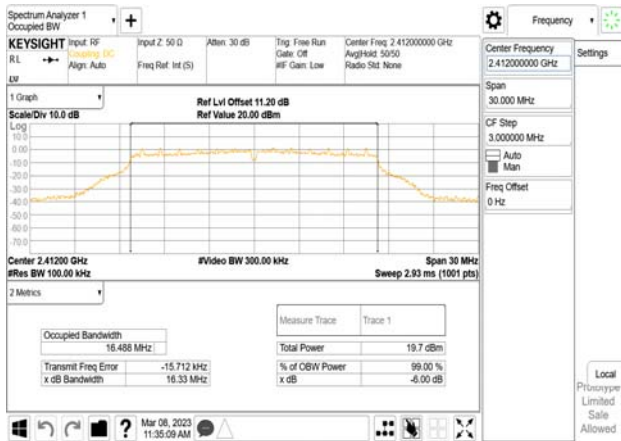 Spectrum Analyzer 1
Occupied BW
+
Frequency
KEYSIGHT
Input: RF
Coupling: DC
Align: Auto
Input Z: 50 Ω
Freq Ref: Int (S)
Atten: 30 dB
Trig: Free Run
Gate: Off
#IF Gain: Low
Center Freq: 2.412000000 GHz
Avg|Hold: 50/50
Radio Std: None
RL
Center Frequency
2.412000000 GHz
Settings
Span
30.000 MHz
CF Step
3.000000 MHz
Auto
Man
Freq Offset
0 Hz
1 Graph
Scale/Div 10.0 dB
Ref Lvl Offset 11.20 dB
Ref Value 20.00 dBm
Log
10.0
0.00
-10.0
-20.0
-30.0
-40.0
-50.0
-60.0
-70.0
Center 2.41200 GHz
#Res BW 100.00 kHz
#Video BW 300.00 kHz
Span 30 MHz
Sweep 2.93 ms (1001 pts)
2 Metrics
Measure Trace
Trace 1
Occupied Bandwidth
16.488 MHz
Total Power
19.7 dBm
Transmit Freq Error
-15.712 kHz
% of OBW Power
99.00 %
x dB Bandwidth
16.33 MHz
x dB
-6.00 dB
Local
Prototype
Limited
Sale
Allowed
?
Mar 08, 2023
11:35:09 AM